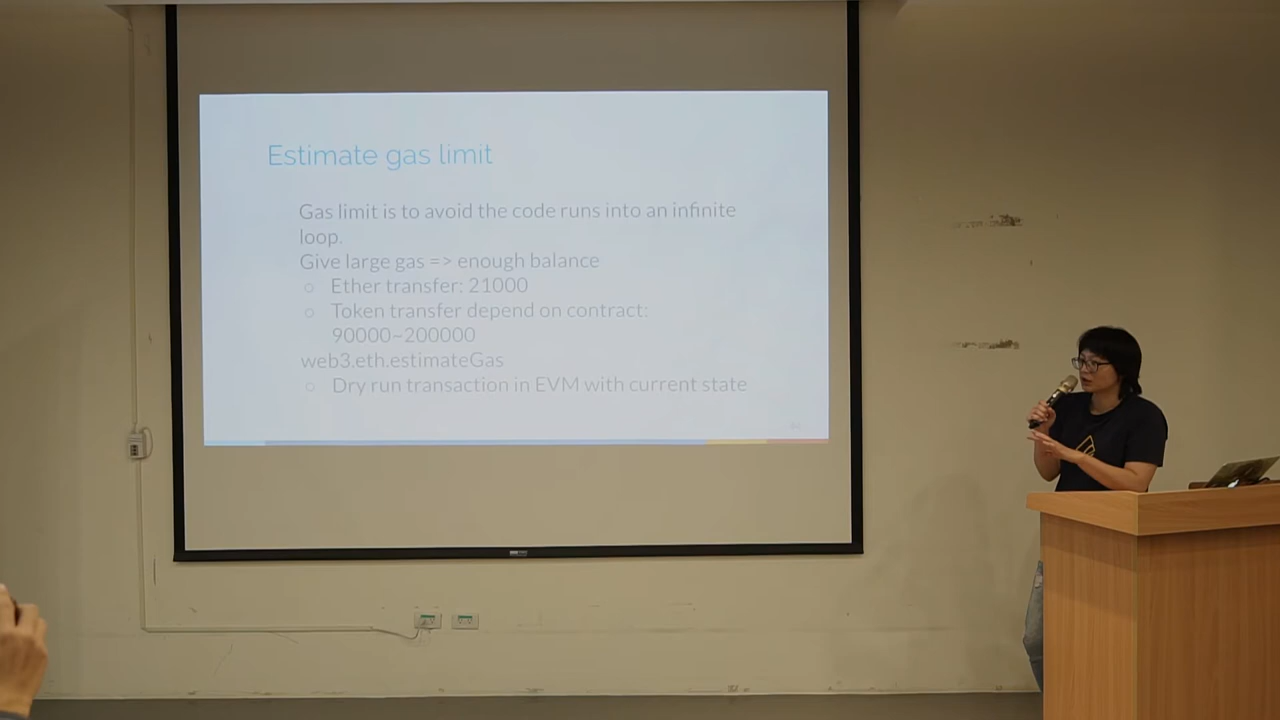 Estimate gas limit
Gas limit is to avoid the code runs into an infinite
loop.
Give large gas => enough balance
Ether transfer: 21000
Token transfer depend on contract:
90000~200000
web3.eth.estimateGas
Dry run transaction in EVM with current state